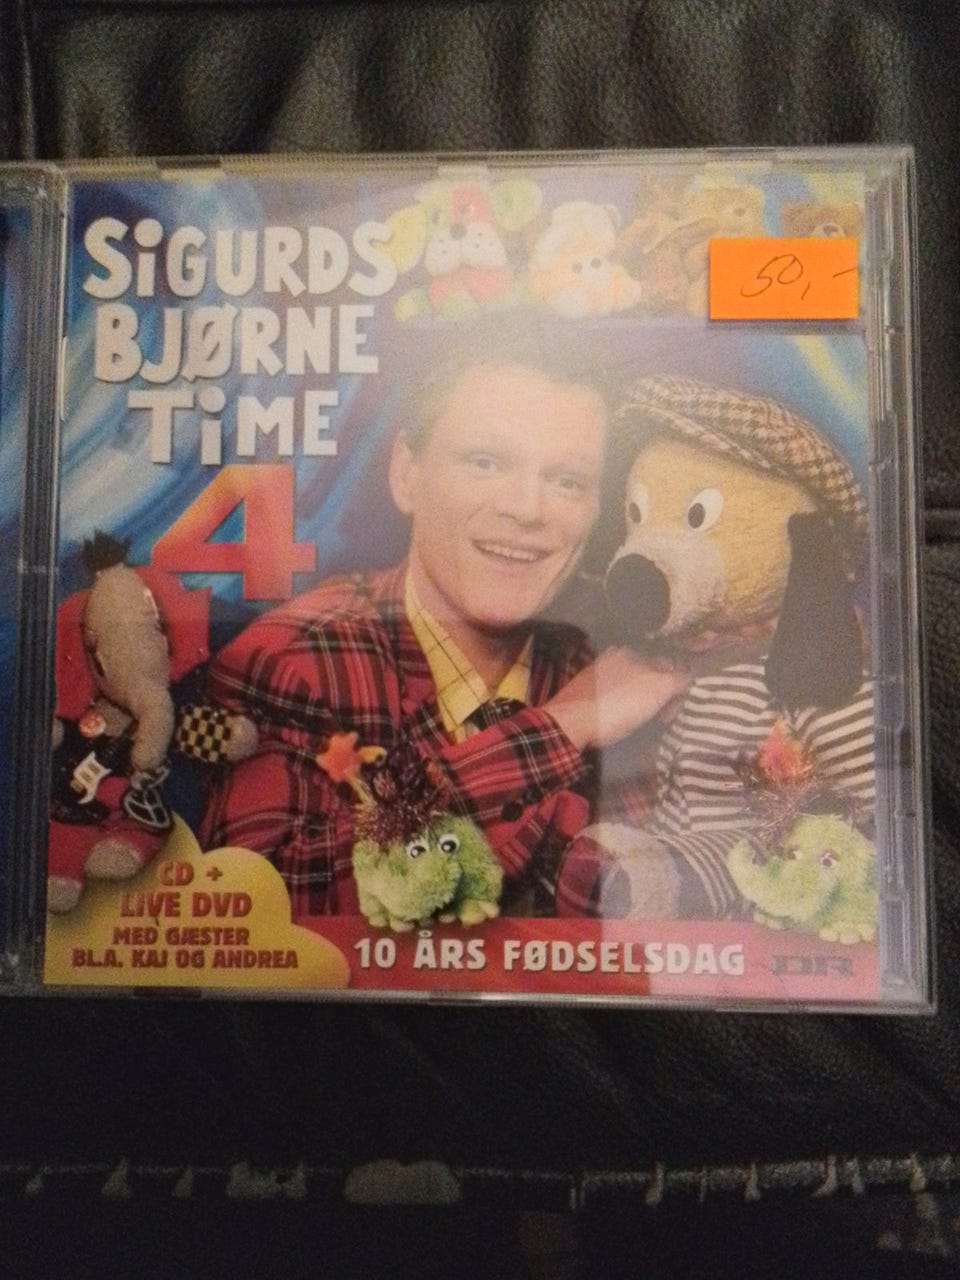 SiGURDS
BJØRNE
TiME
4
50,-
CD +
LIVE DVD
MED GÆSTER
BL.A. KAJ OG ANDREA
10 ÅRS FØDSELSDAG
DR